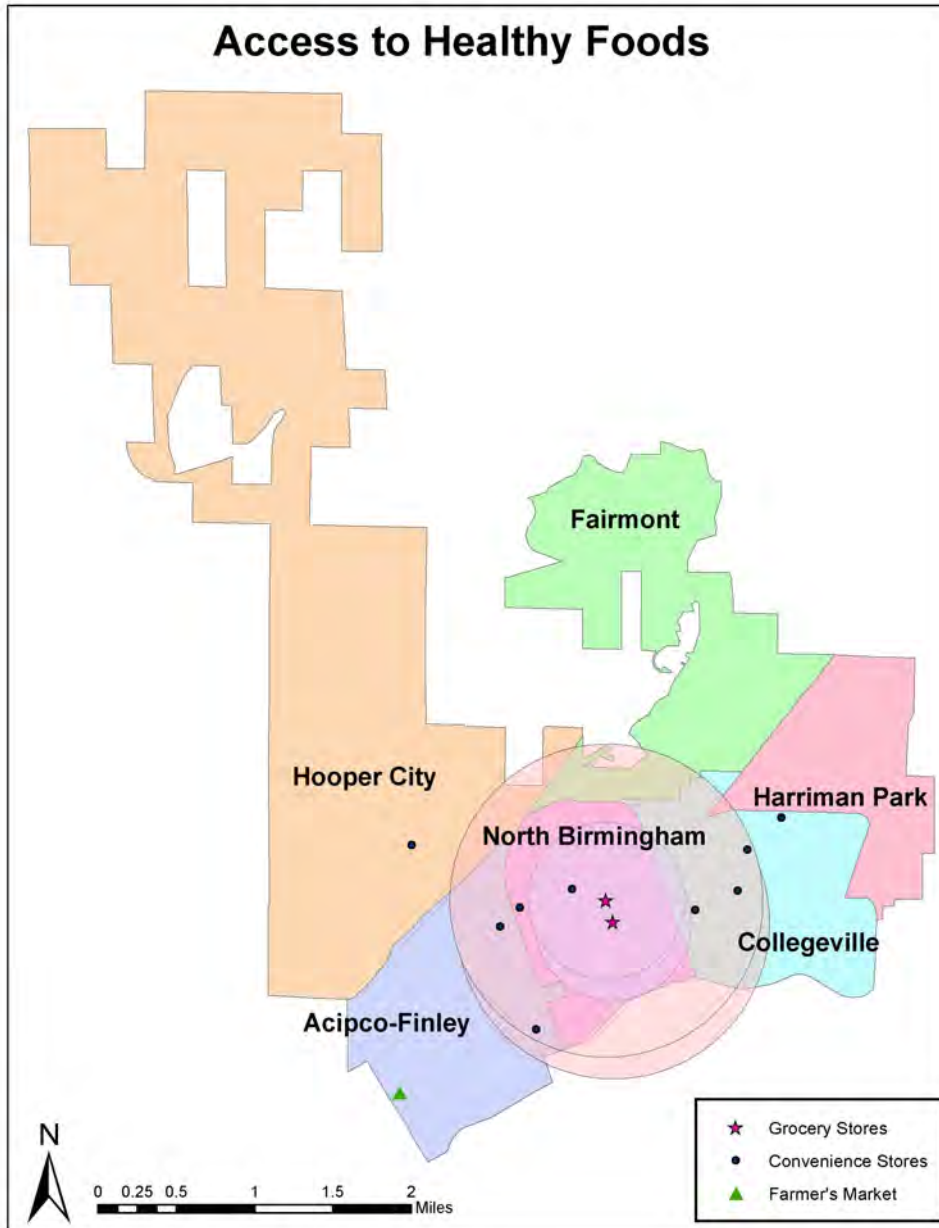 Access to Healthy Foods
Fairmont
Hooper City
Harriman Park
North Birmingham
Collegeville
Acipco-Finley
N
0 0.25 0.5 1 1.5 2
Miles
Grocery Stores
Convenience Stores
Farmer's Market